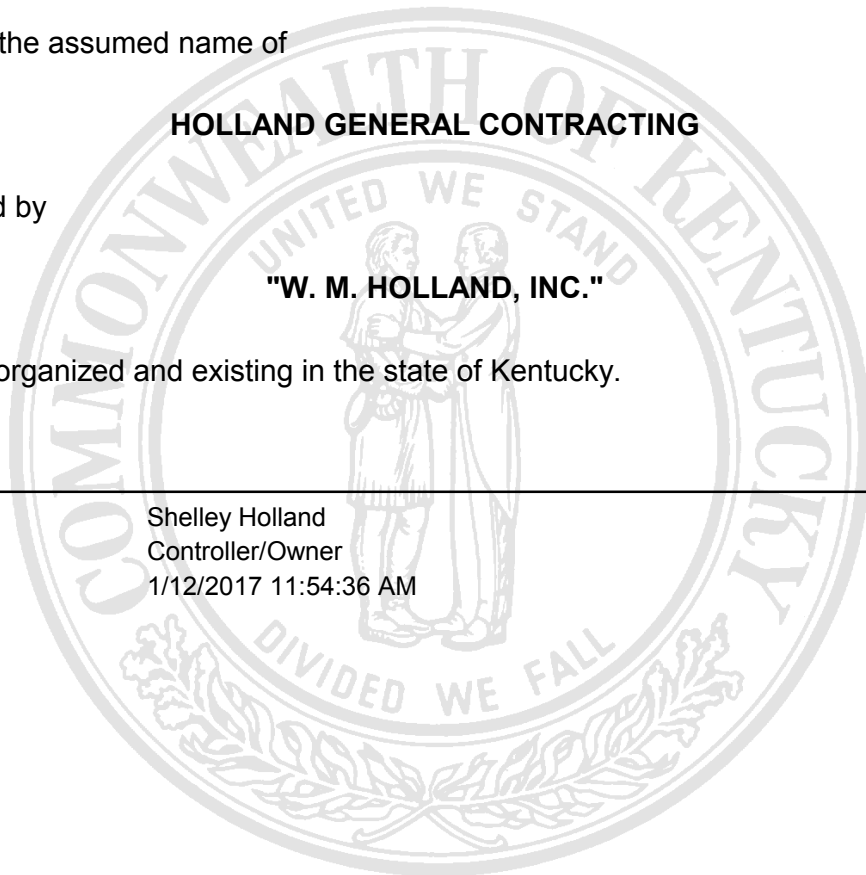 the assumed name of
HOLLAND GENERAL CONTRACTING
d by
"W. M. HOLLAND, INC."
organized and existing in the state of Kentucky.
Shelley Holland
Controller/Owner
1/12/2017 11:54:36 AM
COMMONWEALTH OF KENTUCKY
UNITED WE STAND
DIVIDED WE FALL